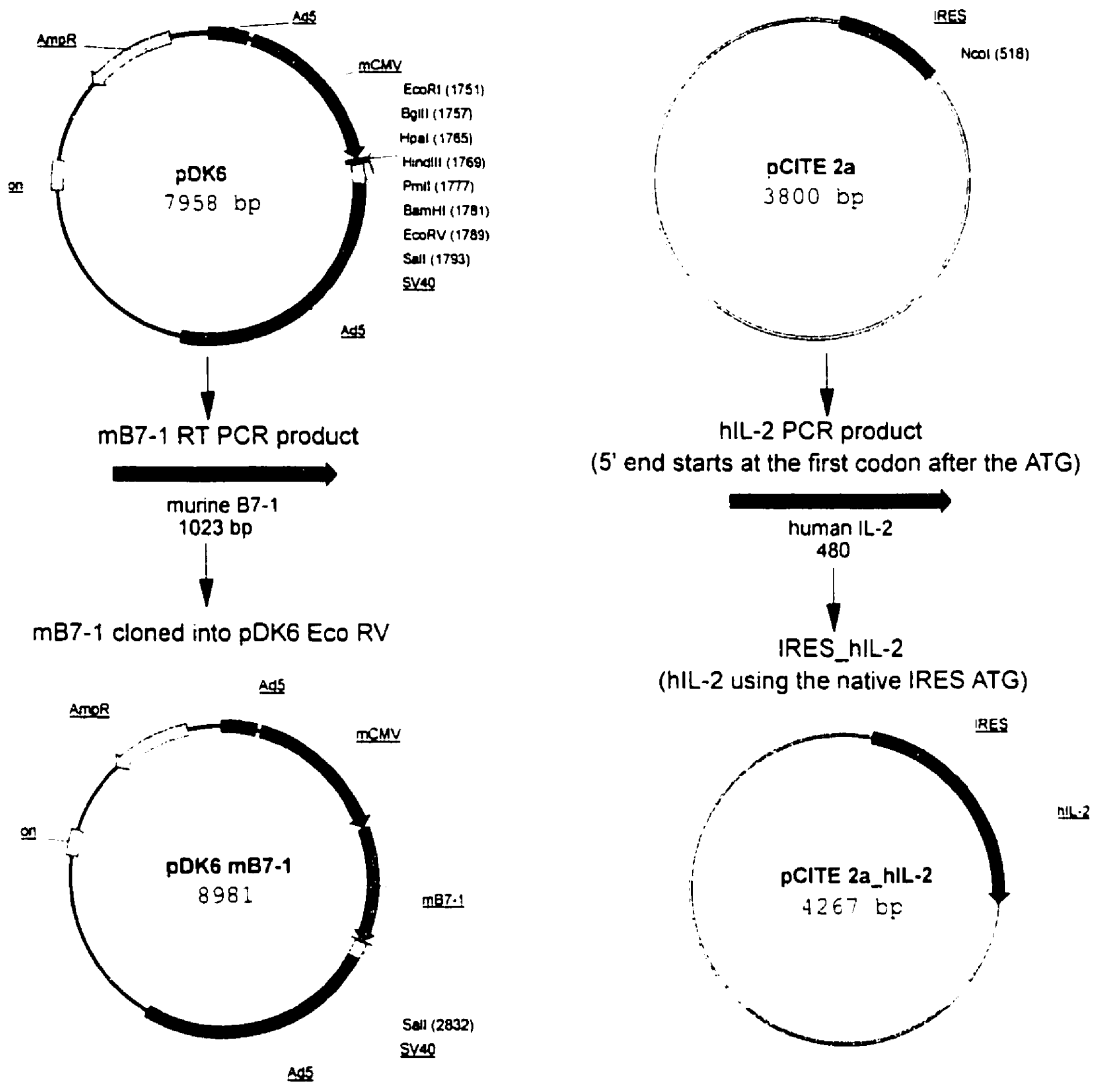 Ad5
AmpR
mCMV
EcoRI (1751)
BglII (1757)
HpaI (1765)
HindIII (1769)
PmlI (1777)
BamHI (1781)
EcoRV (1789)
SalI (1793)
SV40
ori
pDK6
7958 bp
Ad5
mB7-1 RT PCR product
murine B7-1
1023 bp
mB7-1 cloned into pDK6 Eco RV
Ad5
AmpR
mCMV
ori
pDK6 mB7-1
8981
mB7-1
SalI (2832)
SV40
Ad5
IRES
NcoI (518)
pCITE 2a
3800 bp
hIL-2 PCR product
(5' end starts at the first codon after the ATG)
human IL-2
480
IRES_hIL-2
(hIL-2 using the native IRES ATG)
IRES
hIL-2
pCITE 2a_hIL-2
4267 bp